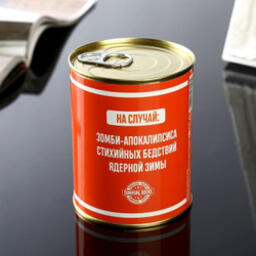 НА СЛУЧАЙ:
ЗОМБИ-АПОКАЛИПСИСА
СТИХИЙНЫХ БЕДСТВИЙ
ЯДЕРНОЙ ЗИМЫ